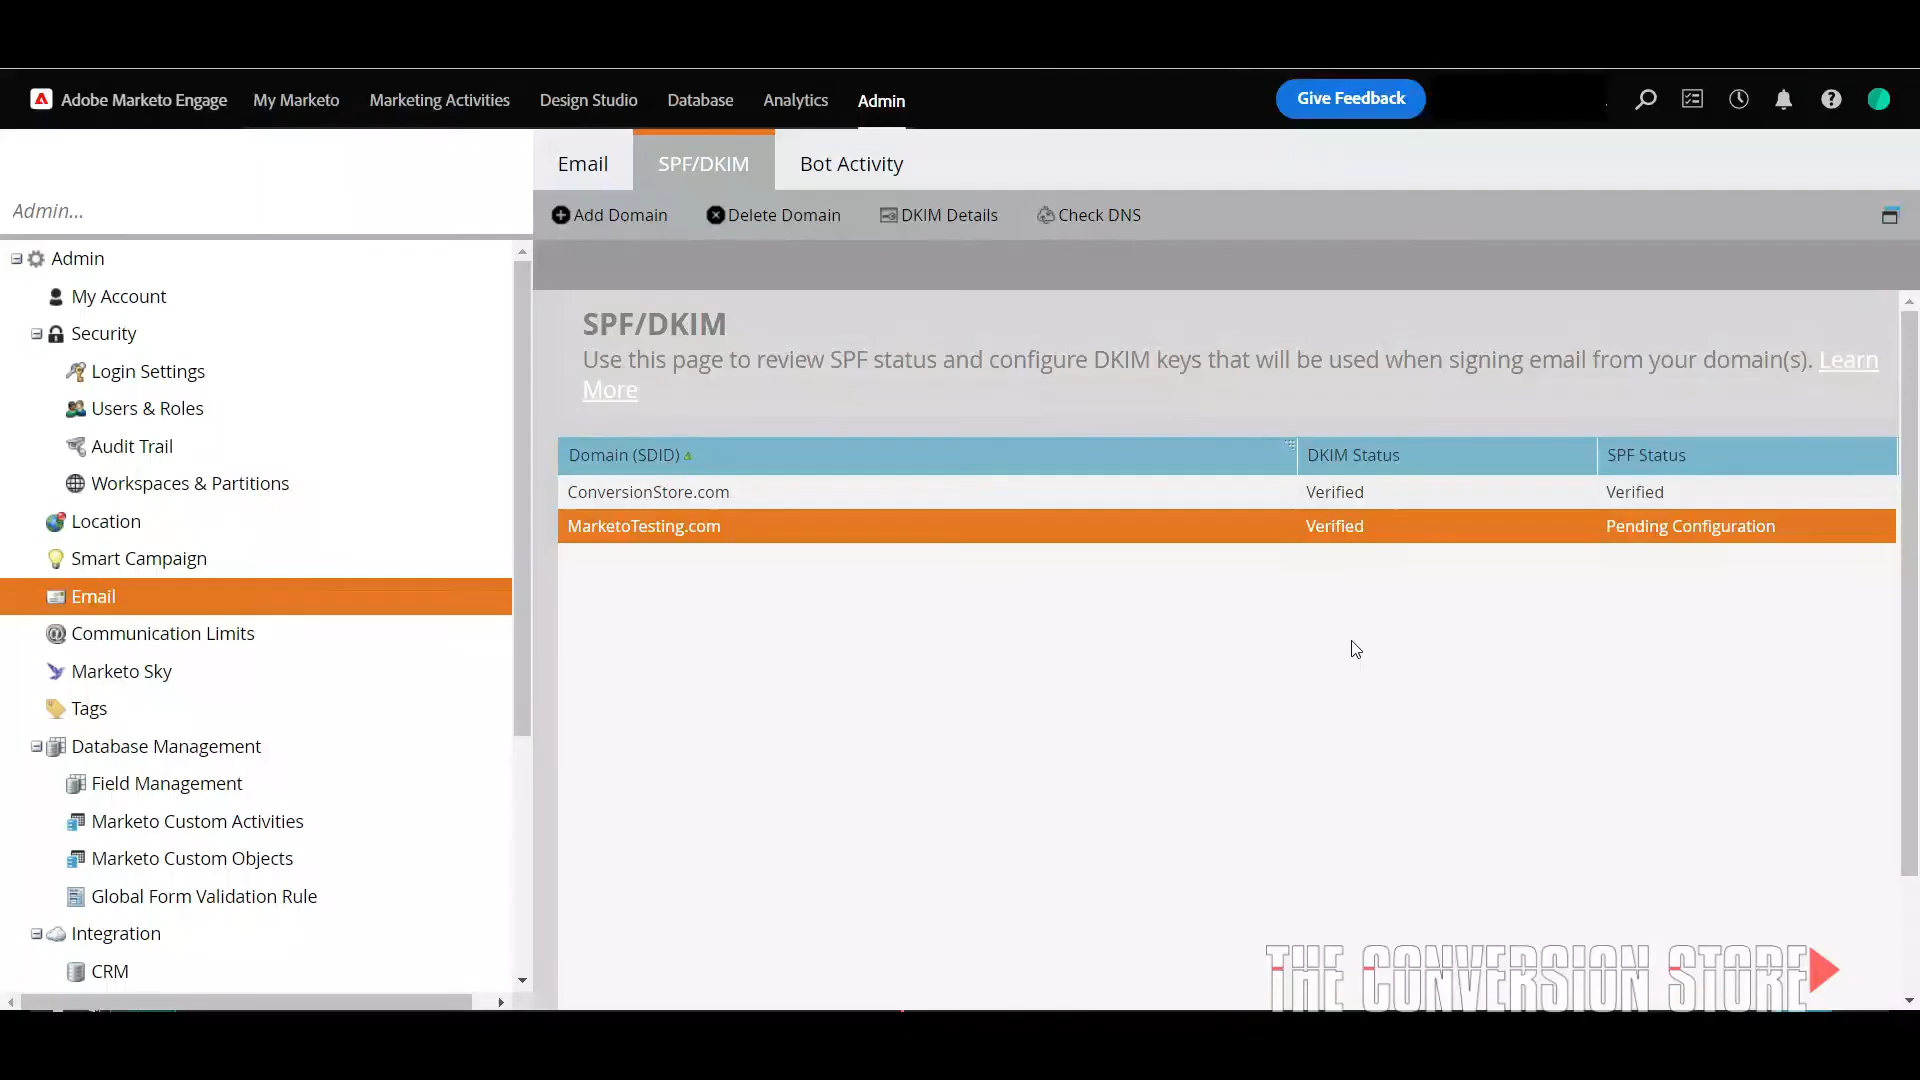 Adobe Marketo Engage My Marketo Marketing Activities Design Studio Database Analytics Admin Give Feedback
Admin...
Admin
My Account
Security
Login Settings
Users & Roles
Audit Trail
Workspaces & Partitions
Location
Smart Campaign
Email
Communication Limits
Marketo Sky
Tags
Database Management
Field Management
Marketo Custom Activities
Marketo Custom Objects
Global Form Validation Rule
Integration
CRM
Email SPF/DKIM Bot Activity
Add Domain Delete Domain DKIM Details Check DNS
SPF/DKIM
Use this page to review SPF status and configure DKIM keys that will be used when signing email from your domain(s). Learn
More
Domain (SDID) DKIM Status SPF Status
ConversionStore.com Verified Verified
MarketoTesting.com Verified Pending Configuration
THE CONVERSION STORE